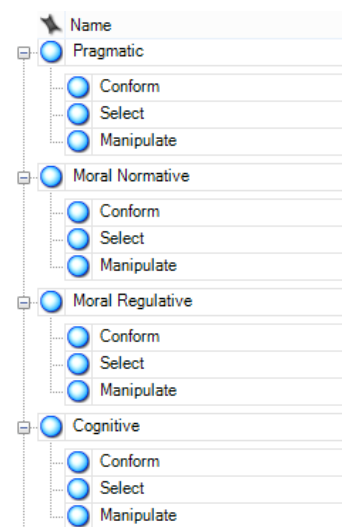 Name
Pragmatic
Conform
Select
Manipulate
Moral Normative
Conform
Select
Manipulate
Moral Regulative
Conform
Select
Manipulate
Cognitive
Conform
Select
Manipulate